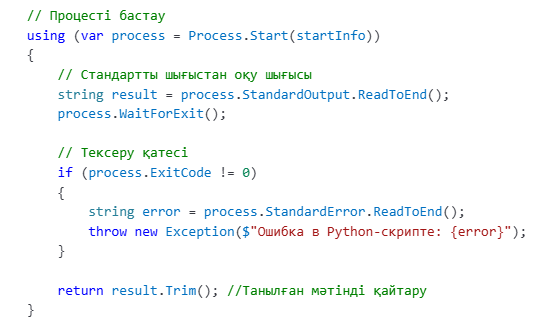 // Процесті бастау
using (var process = Process.Start(startInfo))
{
// Стандартты шығыстан оқу шығысы
string result = process.StandardOutput.ReadToEnd();
process.WaitForExit();
// Тексеру қатесі
if (process.ExitCode != 0)
{
string error = process.StandardError.ReadToEnd();
throw new Exception($"Ошибка в Python-скрипте: {error}");
}
return result.Trim(); //Танылған мәтінді қайтару
}